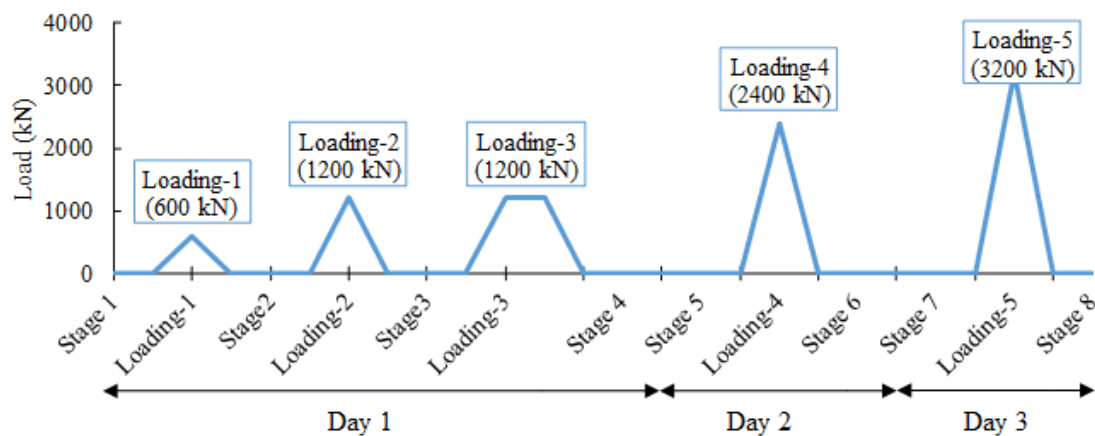 4000
3000
2000
1000
0
Load (kN)
Loading-1
(600 kN)
Loading-2
(1200 kN)
Loading-3
(1200 kN)
Loading-4
(2400 kN)
Loading-5
(3200 kN)
Stage 1
Loading-1
Stage2
Loading-2
Stage3
Loading-3
Stage 4
Stage 5
Loading-4
Stage 6
Stage 7
Loading-5
Stage 8
Day 1
Day 2
Day 3